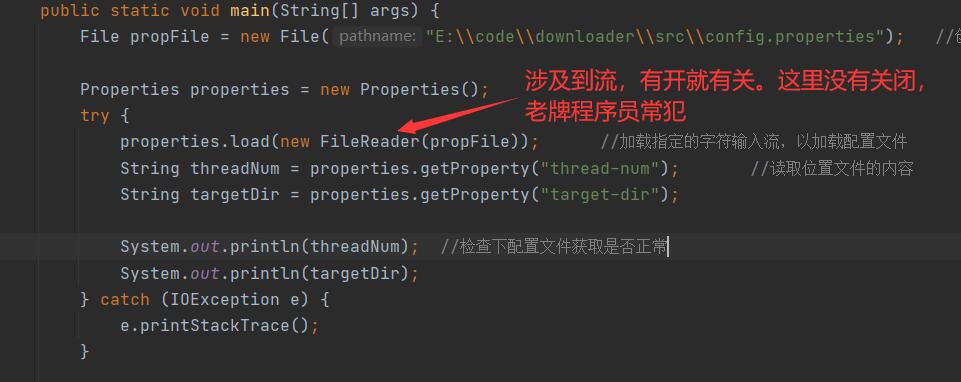 public static void main(String[] args) {
File propFile = new File( pathname: "E:\\code\\downloader\\src\\config.properties");    //
Properties properties = new Properties();
涉及到流，有开就有关。这里没有关闭，
老牌程序员常犯
try {
properties.load(new FileReader(propFile));    //加载指定的字符输入流，以加载配置文件
String threadNum = properties.getProperty("thread-num");    //读取位置文件的内容
String targetDir = properties.getProperty("target-dir");
System.out.println(threadNum);  //检查下配置文件获取是否正常
System.out.println(targetDir);
} catch (IOException e) {
e.printStackTrace();
}